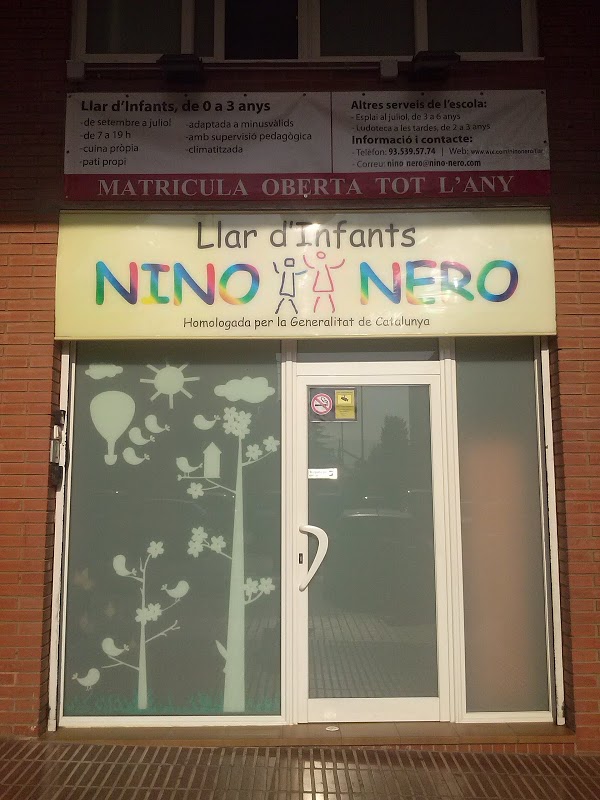 Llar d'Infants, de 0 a 3 anys
-de setembre a juliol
-de 7 a 19 h
-cuina pròpia
-pati propi
-adaptada a minusvàlids
-amb supervisió pedagògica
-climatitzada
Altres serveis de l'escola:
- Esplai al juliol, de 3 a 6 anys
- Ludoteca a les tardes, de 2 a 3 anys
Informació i contacte:
- Telèfon: 93.339.57.74 | Web:
- Correu: nino-nero@nino-nero.com
MATRICULA OBERTA TOT L'ANY
Llar d'Infants
NINO NERO
Homologada per la Generalitat de Catalunya